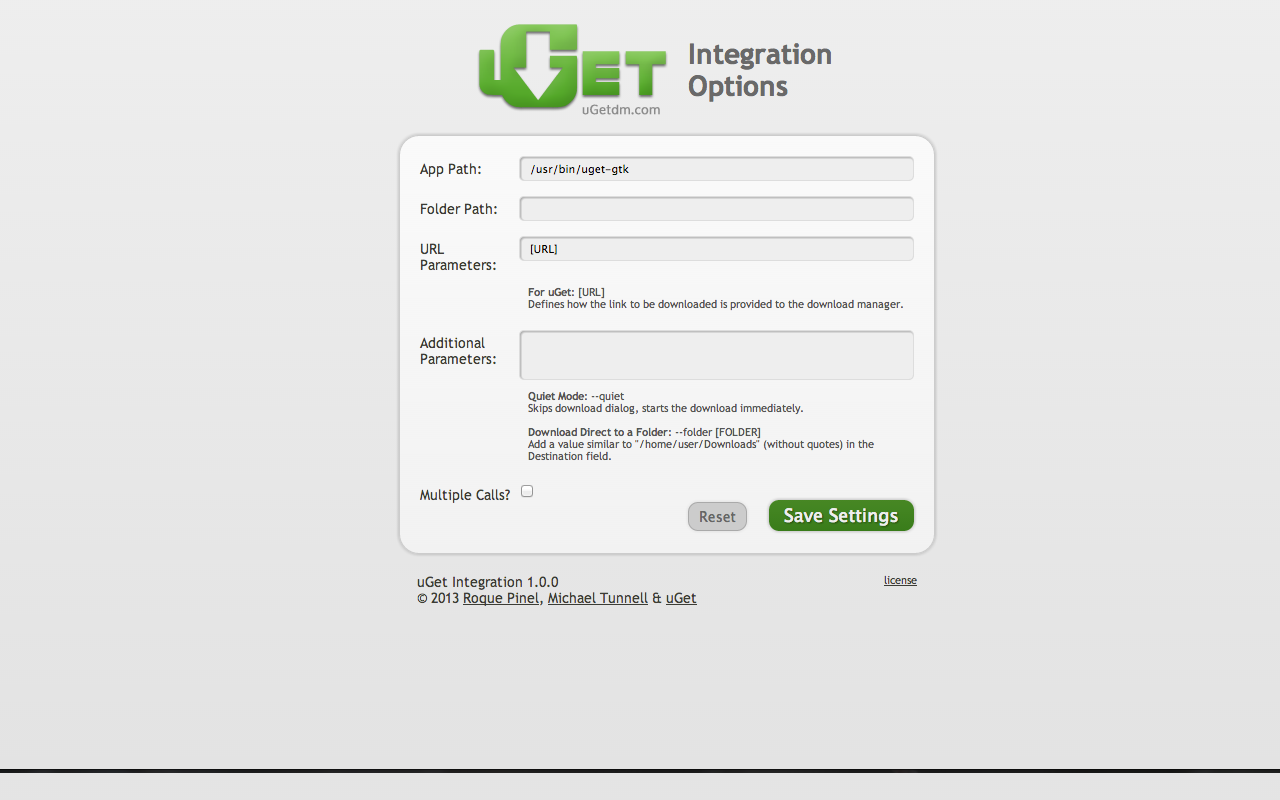 uGet
uGetdm.com
Integration
Options
App Path:
/usr/bin/uget-gtk
Folder Path:
URL
Parameters:
[URL]
For uGet: [URL]
Defines how the link to be downloaded is provided to the download manager.
Additional
Parameters:
Quiet Mode: --quiet
Skips download dialog, starts the download immediately.
Download Direct to a Folder: --folder [FOLDER]
Add a value similar to "/home/user/Downloads" (without quotes) in the
Destination field.
Multiple Calls?
Reset
Save Settings
uGet Integration 1.0.0
license
© 2013 Roque Pinel, Michael Tunnell & uGet